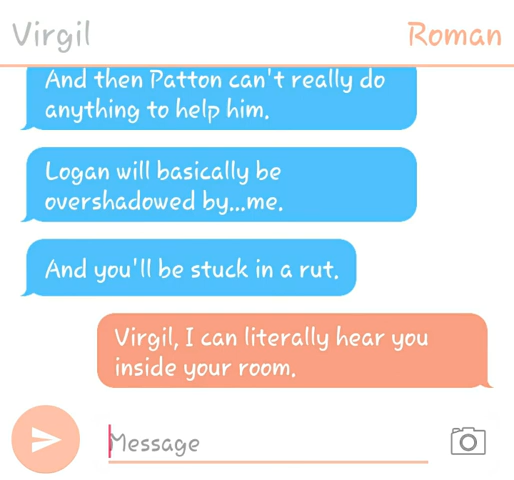 Virgil Roman
And then Patton can't really do
anything to help him.
Logan will basically be
overshadowed by...me.
And you'll be stuck in a rut.
Virgil, I can literally hear you
inside your room.
Message